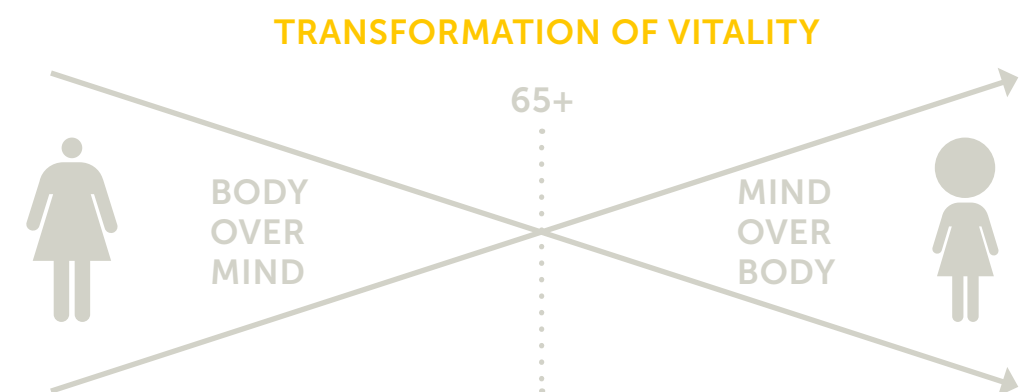 TRANSFORMATION OF VITALITY
65+
BODY
OVER
MIND
MIND
OVER
BODY